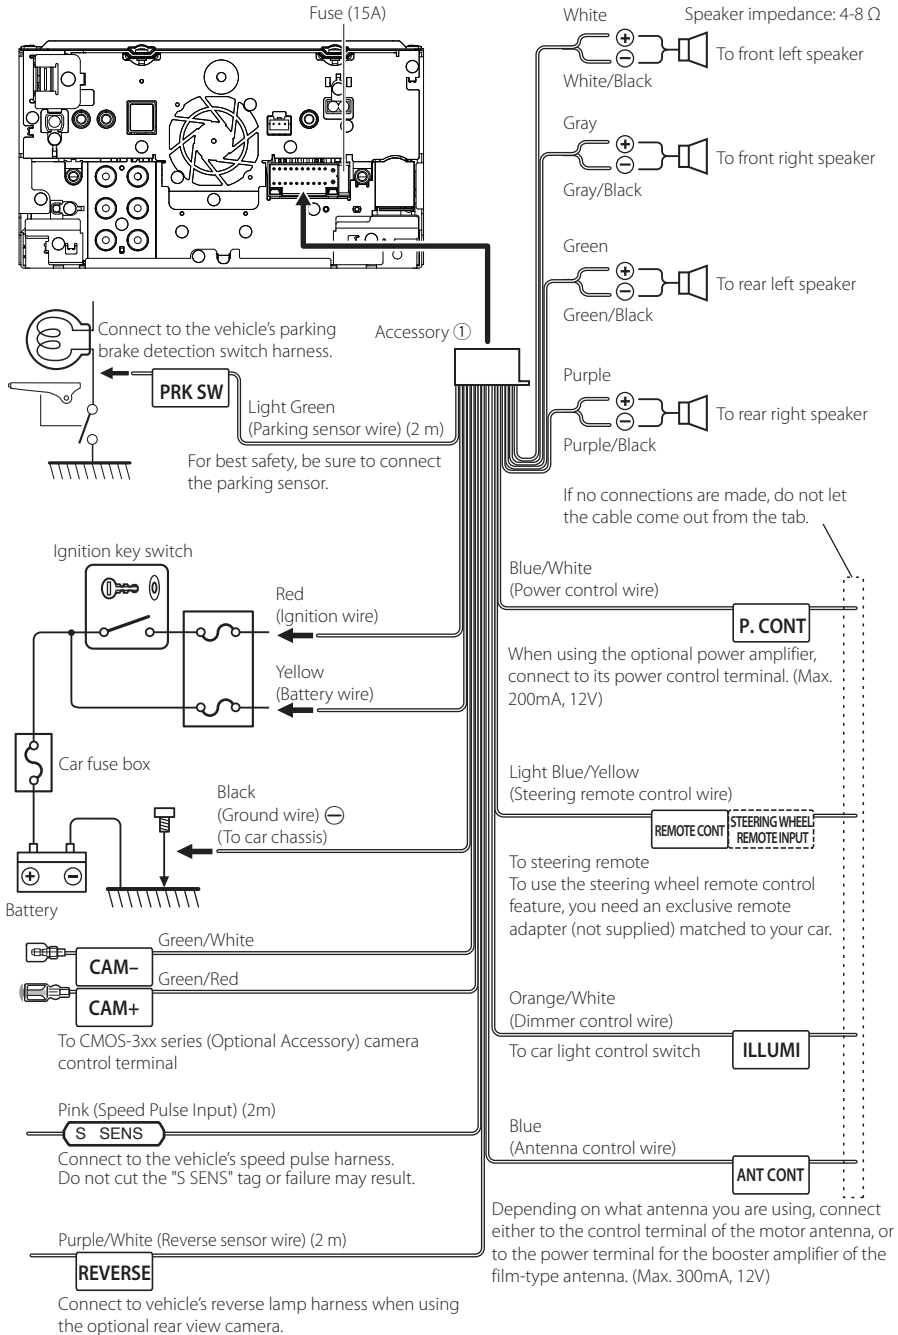 Fuse (15A)
White
Speaker impedance: 4-8 Ω
To front left speaker
White/Black
Gray
To front right speaker
Gray/Black
Green
To rear left speaker
Green/Black
Purple
To rear right speaker
Purple/Black
Accessory ①
Connect to the vehicle's parking
brake detection switch harness.
PRK SW
Light Green
(Parking sensor wire) (2 m)
For best safety, be sure to connect
the parking sensor.
If no connections are made, do not let
the cable come out from the tab.
Ignition key switch
Red
(Ignition wire)
Yellow
(Battery wire)
Car fuse box
Black
(Ground wire) ⊖
(To car chassis)
Battery
Green/White
CAM–
Green/Red
CAM+
To CMOS-3xx series (Optional Accessory) camera
control terminal
Pink (Speed Pulse Input) (2m)
S SENS
Connect to the vehicle's speed pulse harness.
Do not cut the "S SENS" tag or failure may result.
Purple/White (Reverse sensor wire) (2 m)
REVERSE
Connect to vehicle's reverse lamp harness when using
the optional rear view camera.
Blue/White
(Power control wire)
P. CONT
When using the optional power amplifier,
connect to its power control terminal. (Max.
200mA, 12V)
Light Blue/Yellow
(Steering remote control wire)
REMOTE CONT
STEERING WHEEL
REMOTE INPUT
To steering remote
To use the steering wheel remote control
feature, you need an exclusive remote
adapter (not supplied) matched to your car.
Orange/White
(Dimmer control wire)
To car light control switch
ILLUMI
Blue
(Antenna control wire)
ANT CONT
Depending on what antenna you are using, connect
either to the control terminal of the motor antenna, or
to the power terminal for the booster amplifier of the
film-type antenna. (Max. 300mA, 12V)